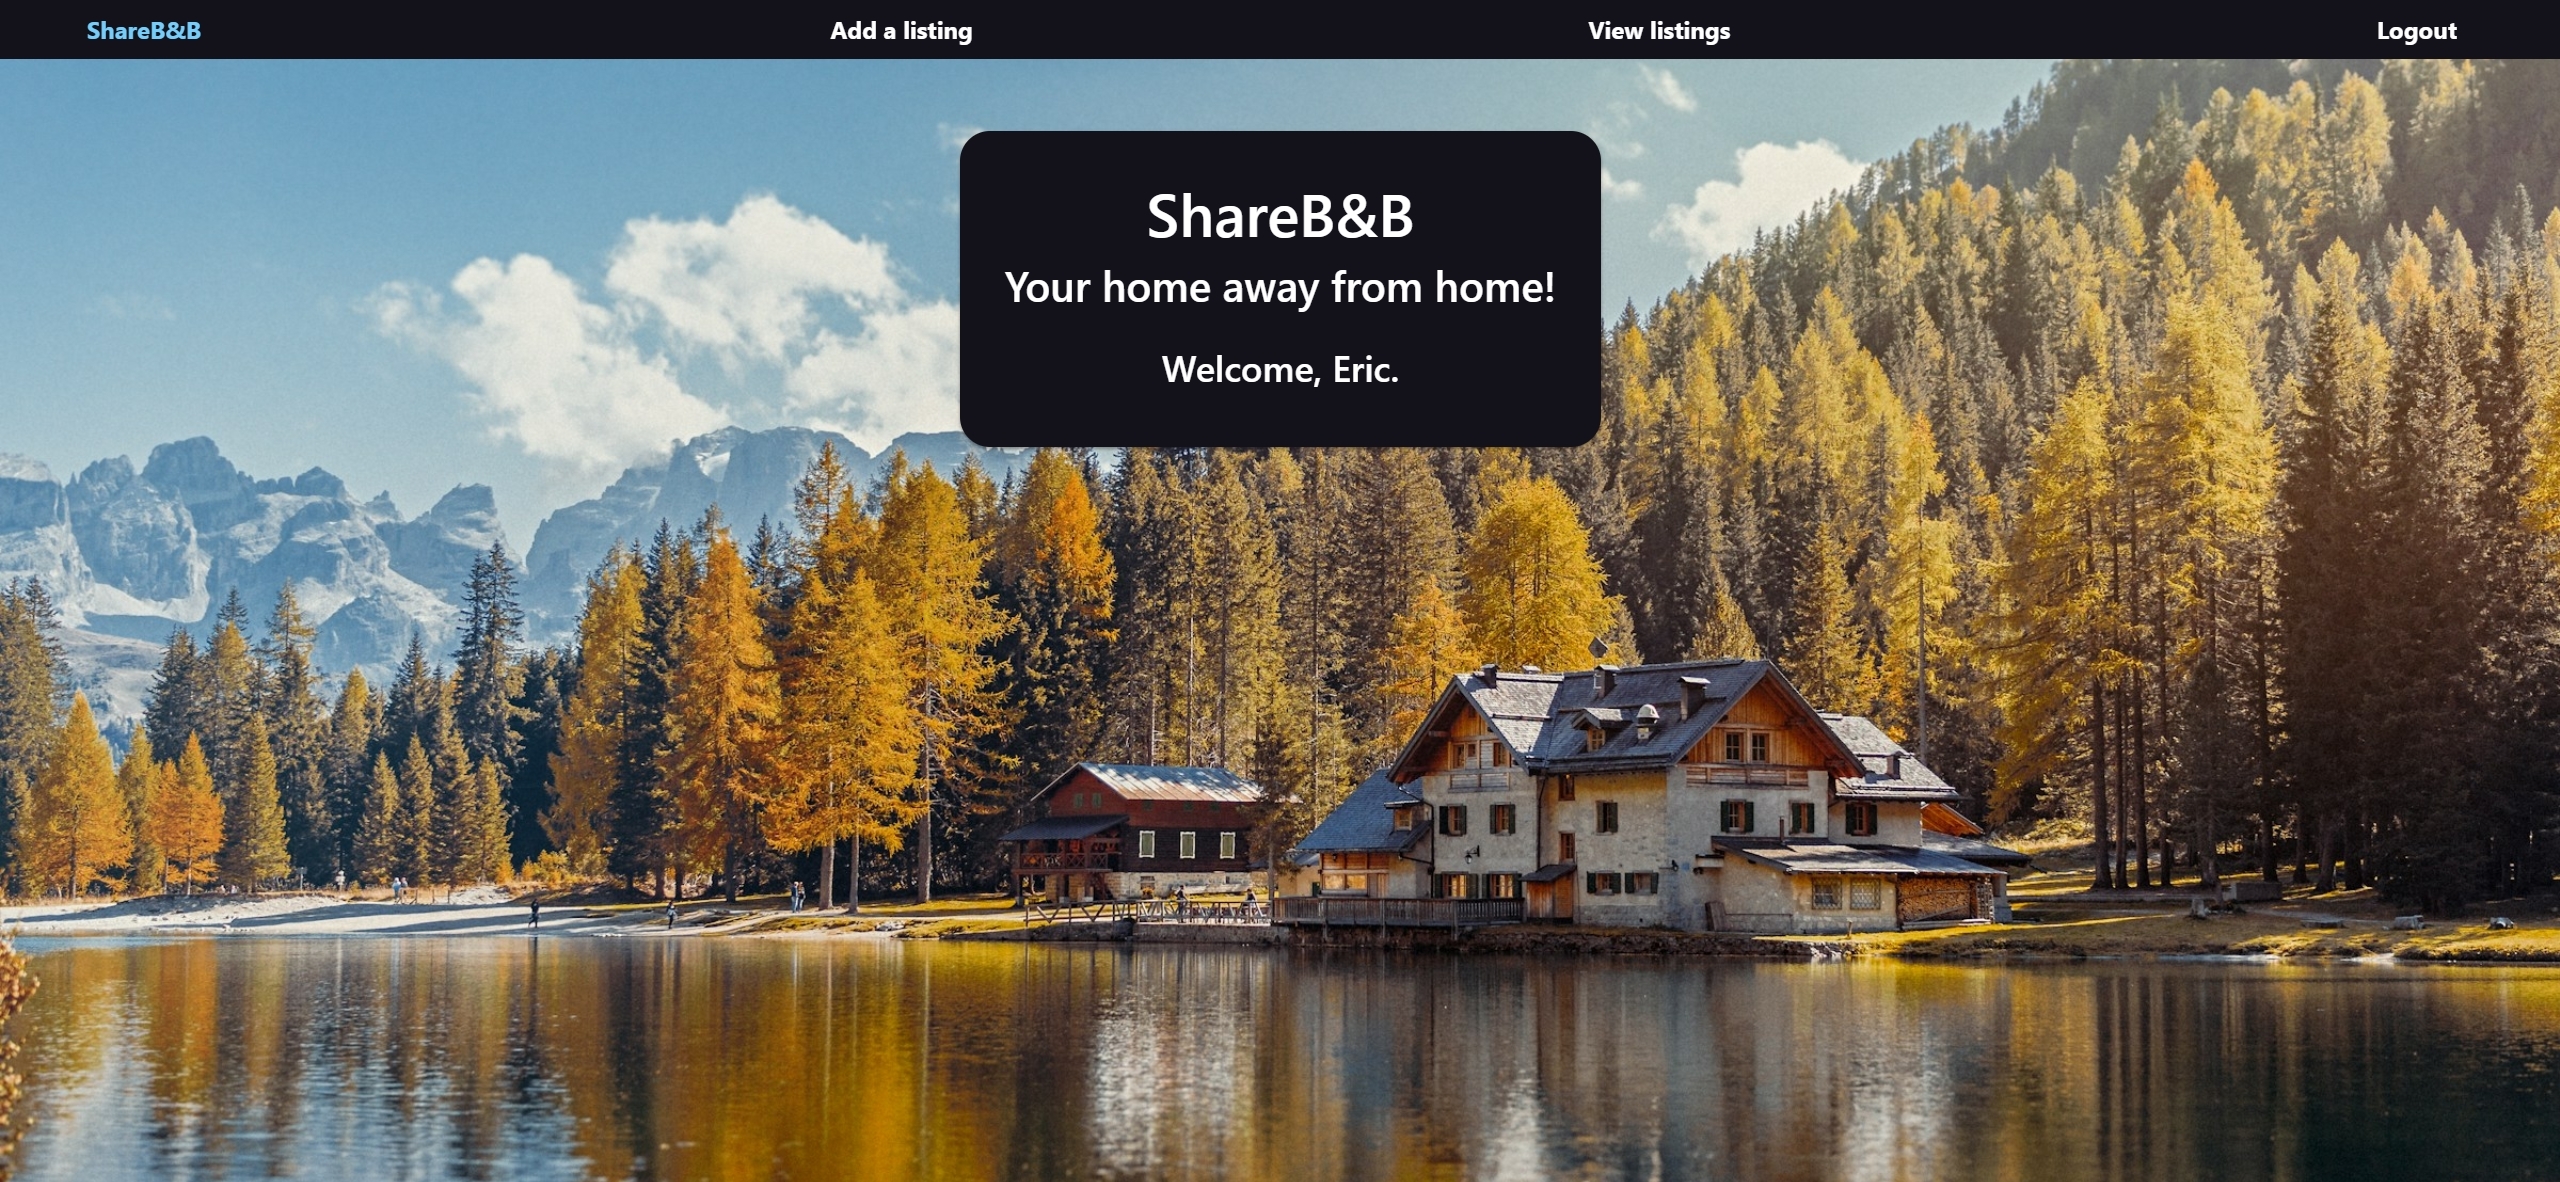 ShareB&B
Add a listing
View listings
Logout
ShareB&B
Your home away from home!
Welcome, Eric.